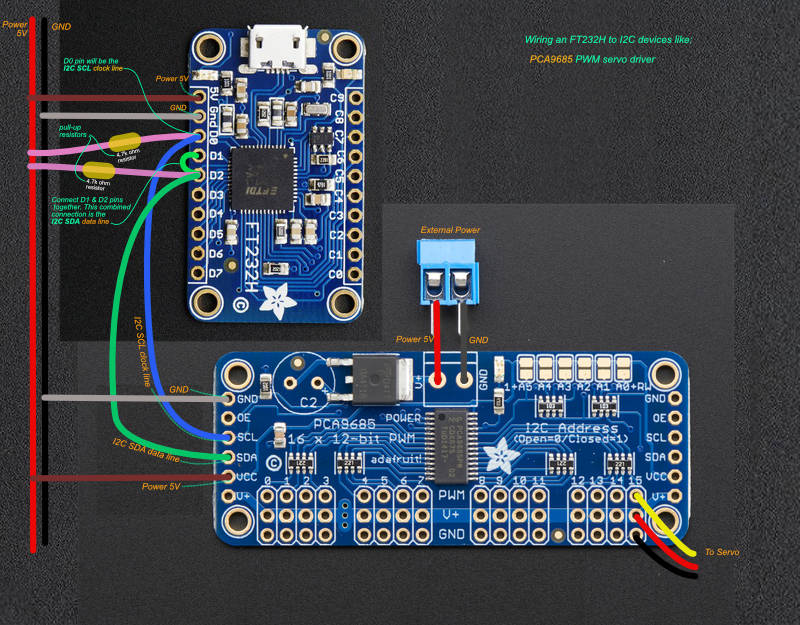 Power
5V
GND
Wiring an FT232H to I2C devices like;
PCA9685 PWM servo driver
D0 pin will be the
I2C SCL clock line
Power 5V
GND
pull-up
resistors
4.7k ohm
resistor
4.7k ohm
resistor
Connect D1 & D2 pins
together. This combined
connection is the
I2C SDA data line
5V
Gnd
D0
D1
D2
D3
D4
D5
D6
D7
C9
C8
C7
C6
C5
C4
C3
C2
C1
C0
FTDI
FT232H
External Power
Power 5V
GND
I2C SCL clock line
GND
I2C SDA data line
Power 5V
GND
OE
SCL
SDA
VCC
V+
C2
V+
GND
1+A5 A4 A3 A2 A1 A0+RW
PCA9685
16 x 12-bit PWM
POWER
adafruit!
I2C Address
(Open=0/Closed=1)
221
221
221
221
GND
OE
SCL
SDA
VCC
V+
0 1 2 3 4 5 6 7 8 9 10 11 12 13 14 15
PWM
V+
GND
To Servo